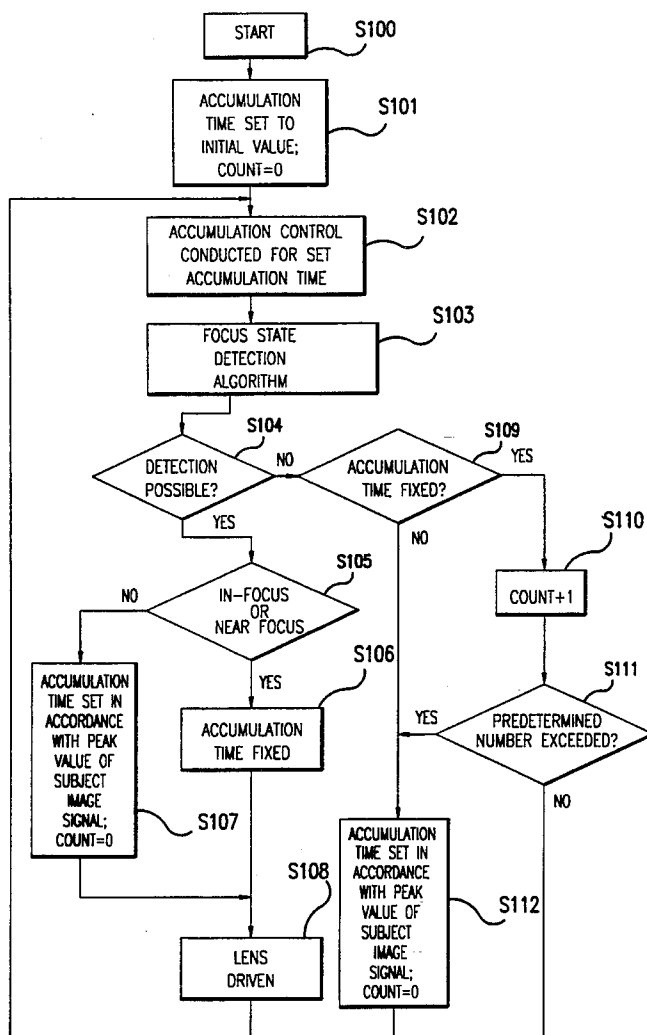 START
S100
ACCUMULATION
TIME SET TO
INITIAL VALUE;
COUNT=0
S101
ACCUMULATION CONTROL
CONDUCTED FOR SET
ACCUMULATION TIME
S102
FOCUS STATE
DETECTION
ALGORITHM
S103
DETECTION
POSSIBLE?
S104
NO
YES
ACCUMULATION
TIME FIXED?
S109
YES
NO
COUNT+1
S110
IN-FOCUS
OR
NEAR FOCUS
S105
NO
YES
ACCUMULATION
TIME FIXED
S106
PREDETERMINED
NUMBER EXCEEDED?
S111
YES
NO
ACCUMULATION
TIME SET IN
ACCORDANCE
WITH PEAK
VALUE OF
SUBJECT
IMAGE
SIGNAL;
COUNT=0
S107
LENS
DRIVEN
S108
ACCUMULATION
TIME SET IN
ACCORDANCE
WITH PEAK
VALUE OF
SUBJECT
IMAGE
SIGNAL;
COUNT=0
S112